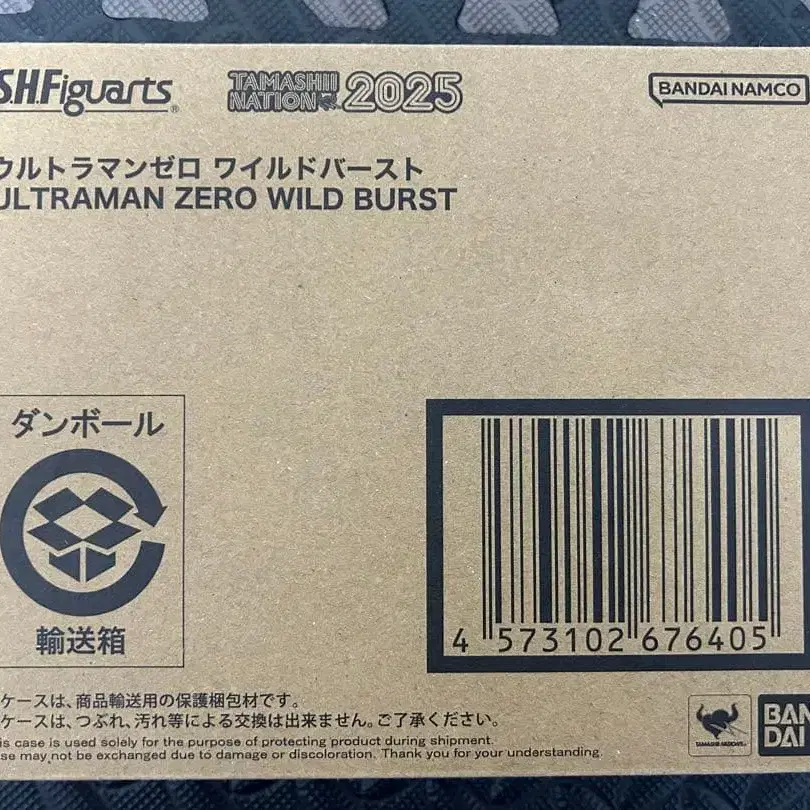 S.H.Figuarts
TAMASHII NATION 2025
BANDAI NAMCO
ウルトラマンゼロ ワイルドバースト
ULTRAMAN ZERO WILD BURST
ダンボール
輸送箱
4 573102 676405
ケースは、商品輸送用の保護梱包材です。
ケースは、つぶれ、汚れ等による交換は出来ません。ご了承ください。
is case is used solely for the purpose of protecting product during shipment.
se may not be exchanged due to damage or discoloration. Thank you for your understanding.
TAMASHII NATIONS
BAN
DAI